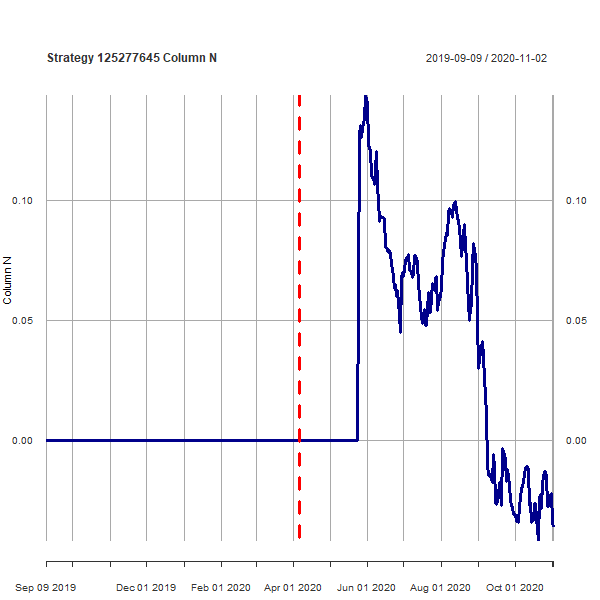 Strategy 125277645 Column N
2019-09-09 / 2020-11-02
0.10
0.10
Column N
0.05
0.05
0.00
0.00
Sep 09 2019
Dec 01 2019
Feb 01 2020
Apr 01 2020
Jun 01 2020
Aug 01 2020
Oct 01 2020